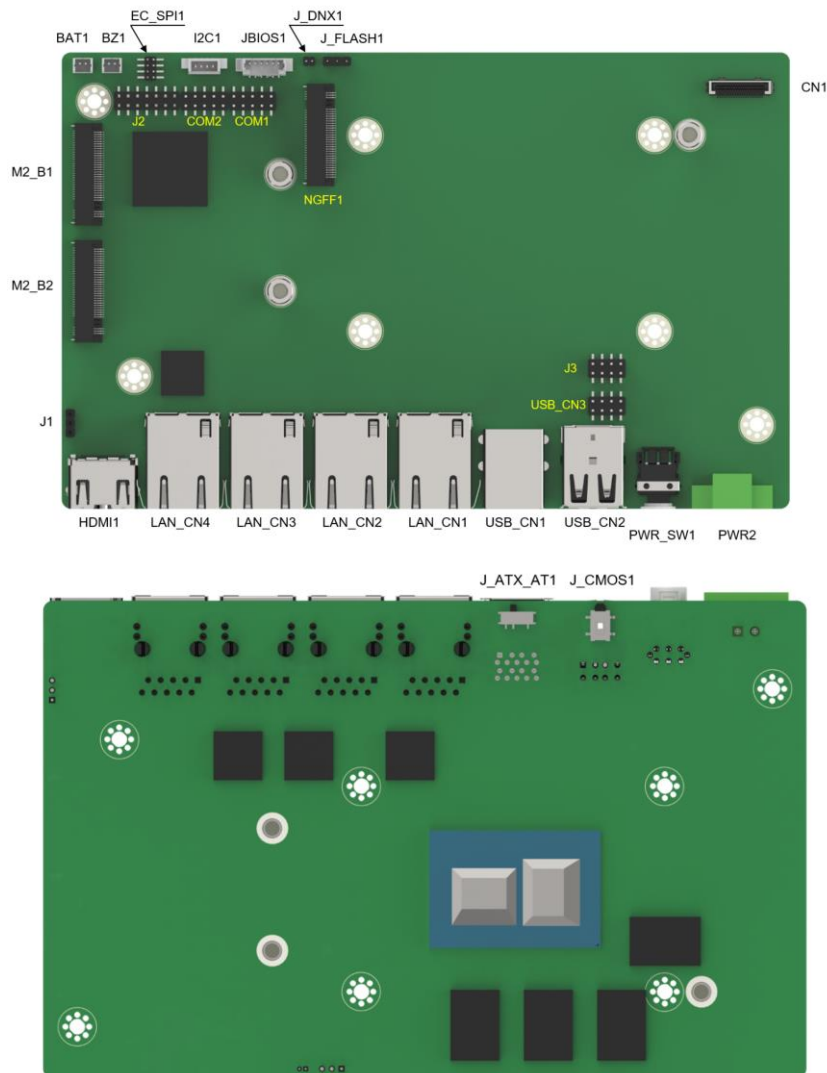 EC_SPI1 J_DNX1
BAT1 BZ1 I2C1 JBIOS1 J_FLASH1
CN1
J2 COM2 COM1
M2_B1
NGFF1
M2_B2
J3
USB_CN3
J1
HDMI1 LAN_CN4 LAN_CN3 LAN_CN2 LAN_CN1 USB_CN1 USB_CN2
PWR_SW1 PWR2
J_ATX_AT1 J_CMOS1